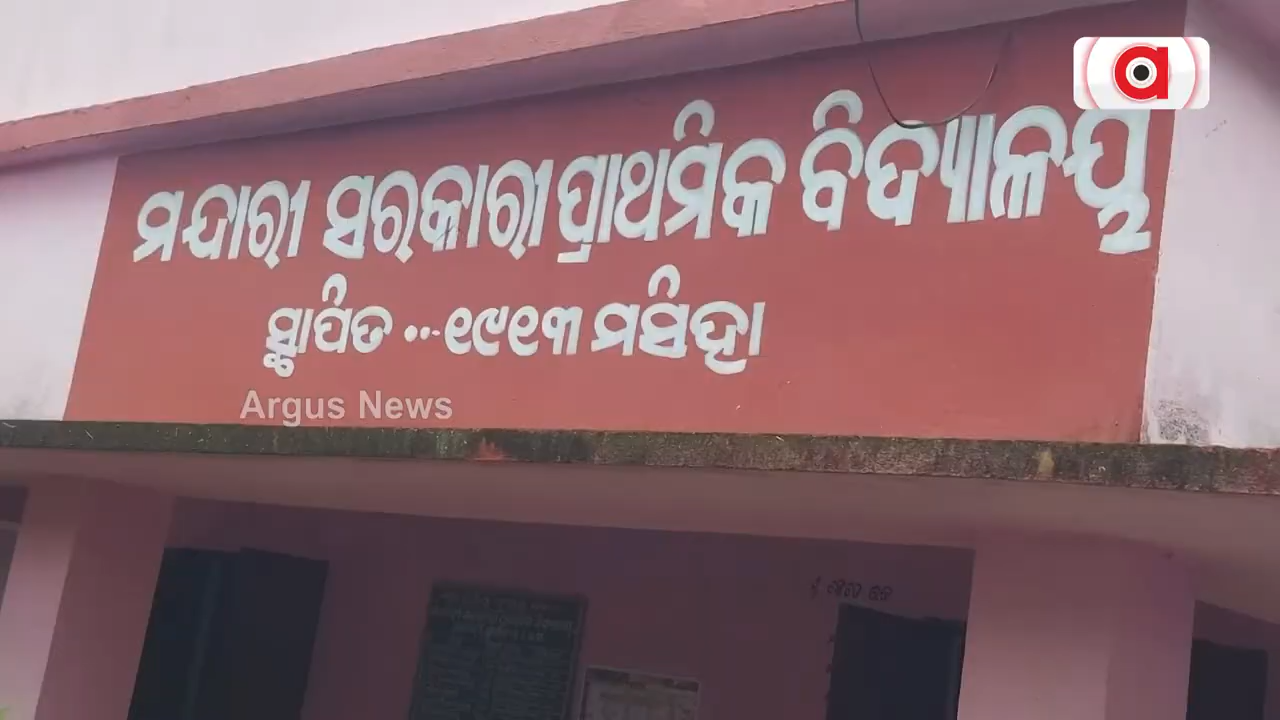 a
ମନ୍ଦାରୀ ସରକାରୀ ପ୍ରାଥମିକ ବିଦ୍ୟାଳୟ
ସ୍ଥାପିତ ...୧୯୧୩ ମସିହା
Argus News